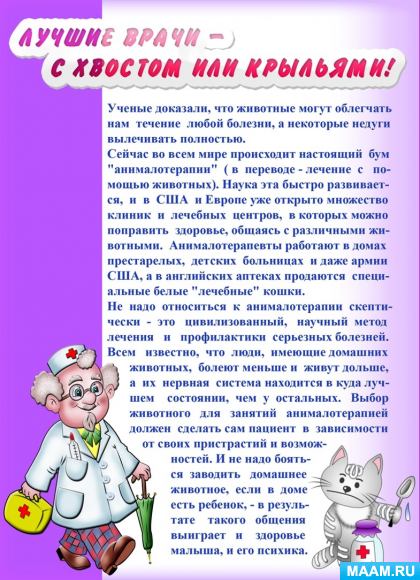 ЛУЧШИЕ ВРАЧИ –
С ХВОСТОМ ИЛИ КРЫЛЬЯМИ!
Ученые доказали, что животные могут облегчать
нам течение любой болезни, а некоторые недуги
вылечивать полностью.
Сейчас во всем мире происходит настоящий бум
"анималотерапии" ( в переводе - лечение с по-
мощью животных). Наука эта быстро развивает-
ся, и в США и Европе уже открыто множество
клиник и лечебных центров, в которых можно
поправить здоровье, общаясь с различными жи-
вотными. Анималотерапевты работают в домах
престарелых, детских больницах и даже армии
США, а в английских аптеках продаются специ-
альные белые "лечебные" кошки.
Не надо относиться к анималотерапии скепти-
чески - это цивилизованный, научный метод
лечения и профилактики серьезных болезней.
Всем известно, что люди, имеющие домашних
животных, болеют меньше и живут дольше,
а их нервная система находится в куда луч-
шем состоянии, чем у остальных. Выбор
животного для занятий анималотерапией
должен сделать сам пациент в зависимости
от своих пристрастий и возмож-
ностей. И не надо боять-
ся заводить домашнее
животное, если в доме
есть ребенок, - в резуль-
тате такого общения
выиграет и здоровье
малыша, и его психика.
MAAM.RU